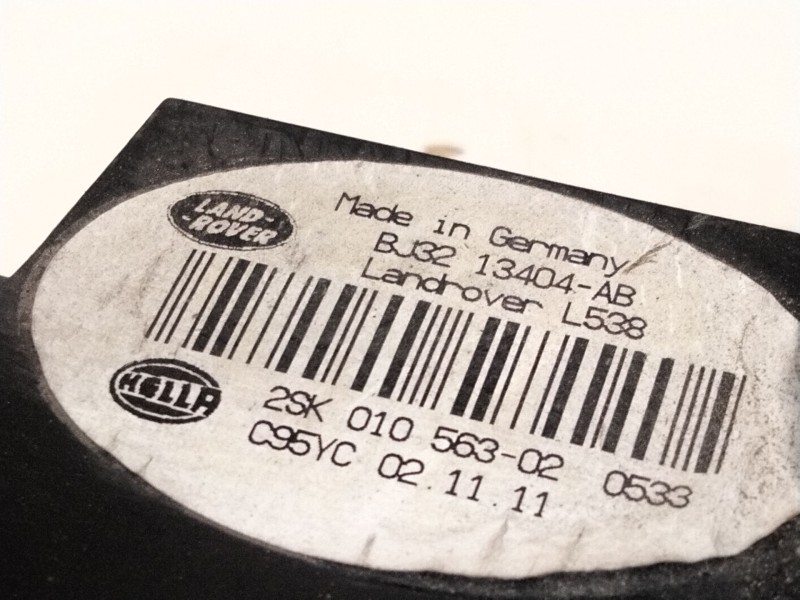 LAND-
-ROVER
Made in Germany
BJ32 13404-AB
Landrover L538
HELLA
2SK 010 563-02 0533
C95YC 02.11.11